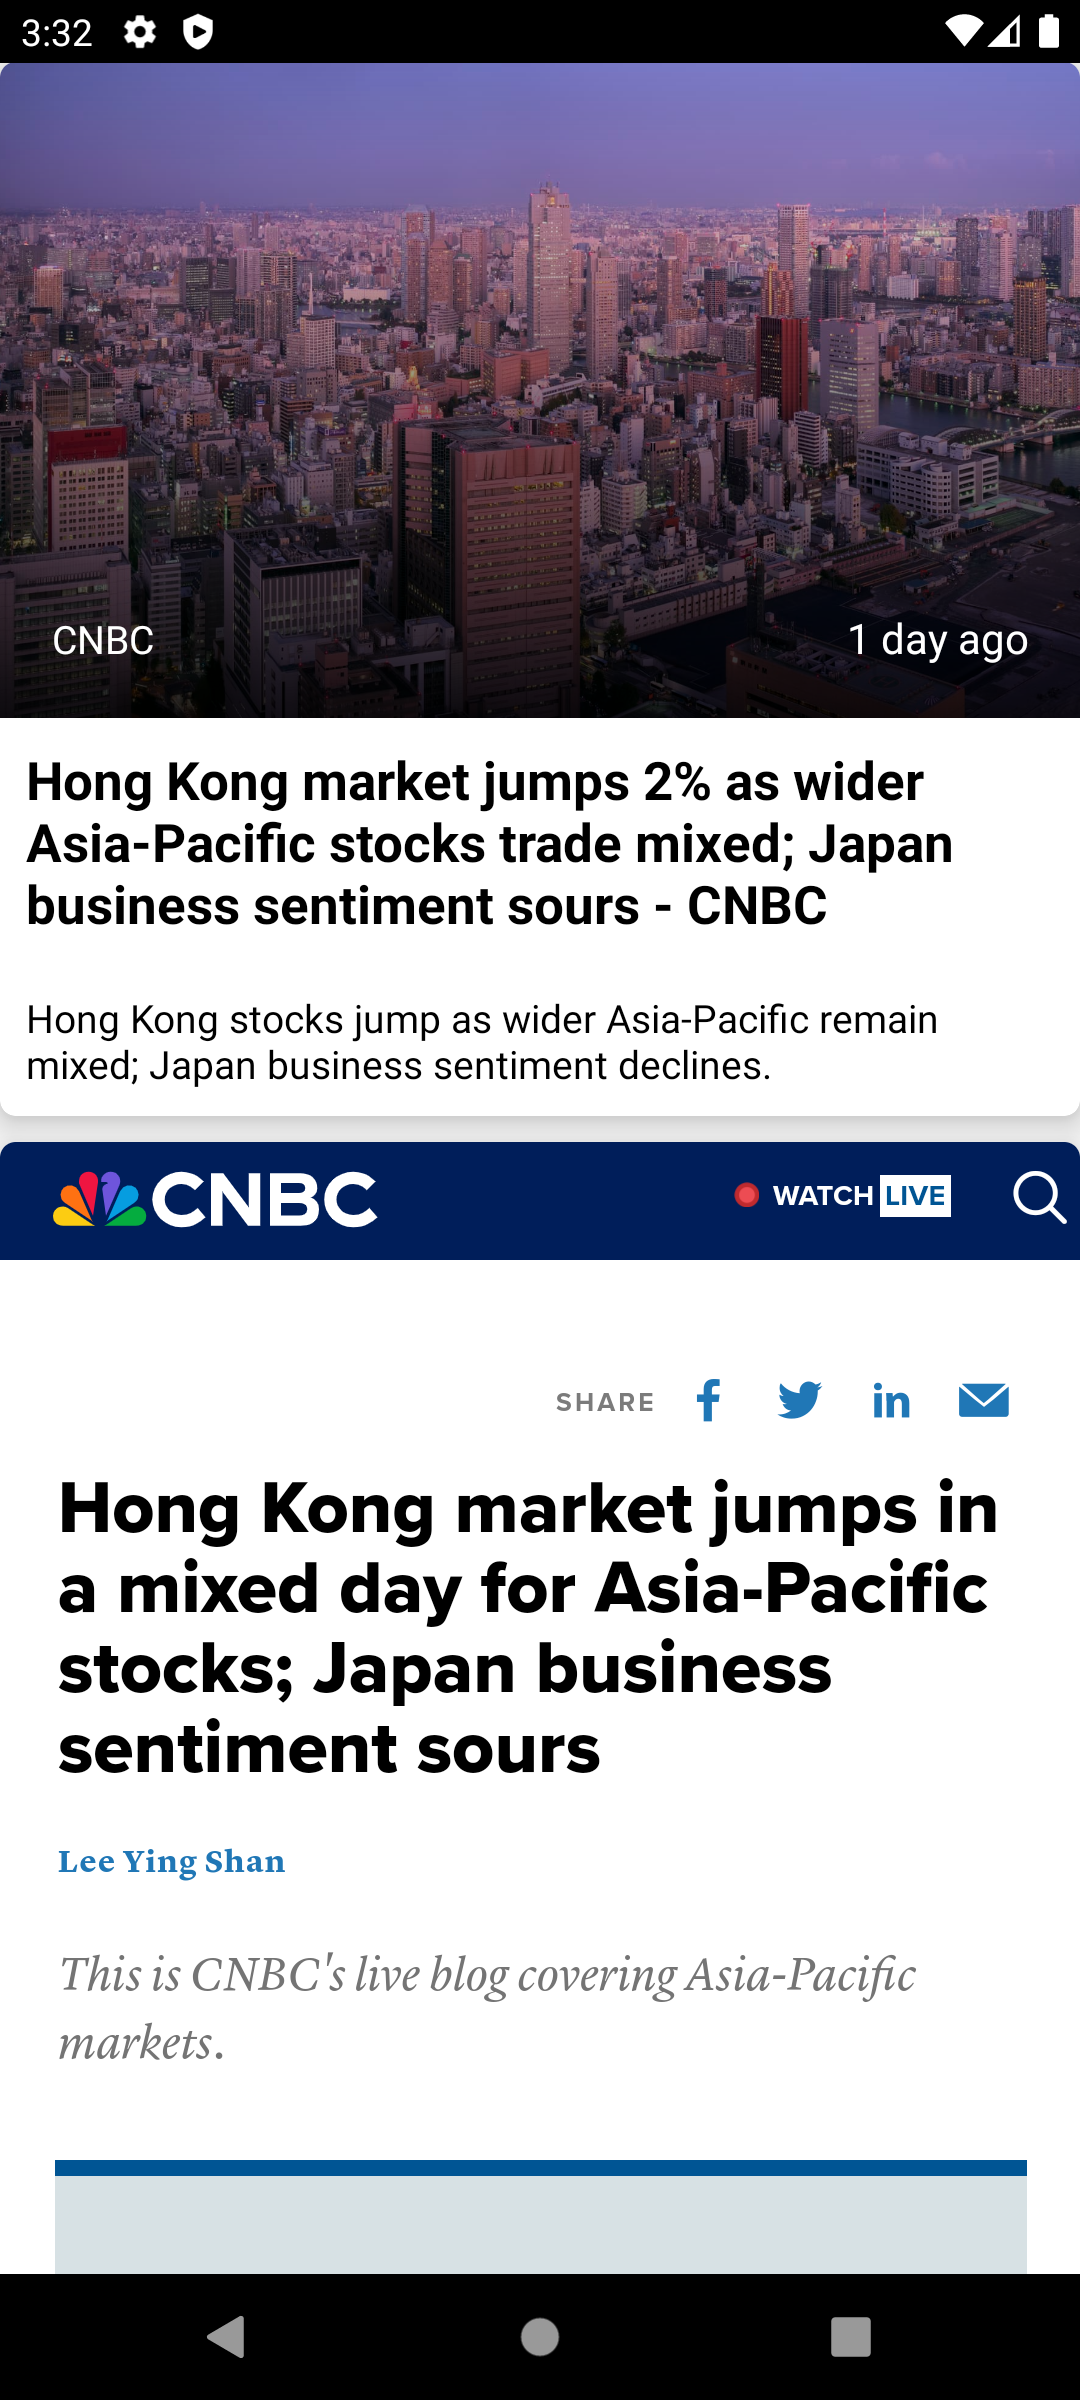 3:32
CNBC
1 day ago
Hong Kong market jumps 2% as wider
Asia-Pacific stocks trade mixed; Japan
business sentiment sours - CNBC
Hong Kong stocks jump as wider Asia-Pacific remain
mixed; Japan business sentiment declines.
CNBC
WATCH LIVE
SHARE
Hong Kong market jumps in
a mixed day for Asia-Pacific
stocks; Japan business
sentiment sours
Lee Ying Shan
This is CNBC's live blog covering Asia-Pacific
markets.